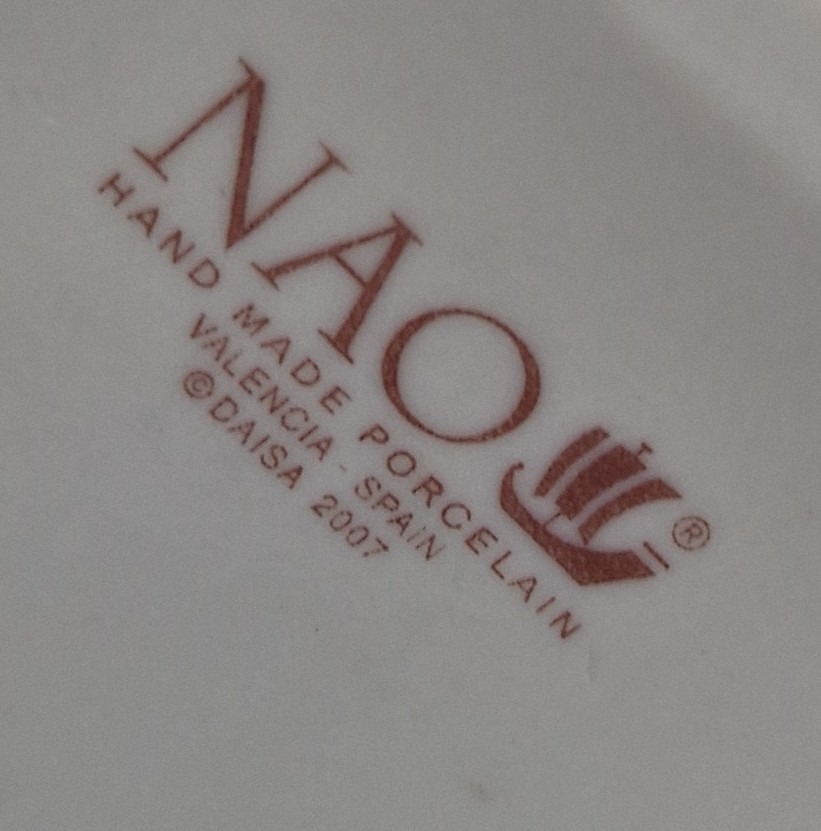 NAO ®
HAND MADE PORCELAIN
VALENCIA - SPAIN
©DAISA 2007